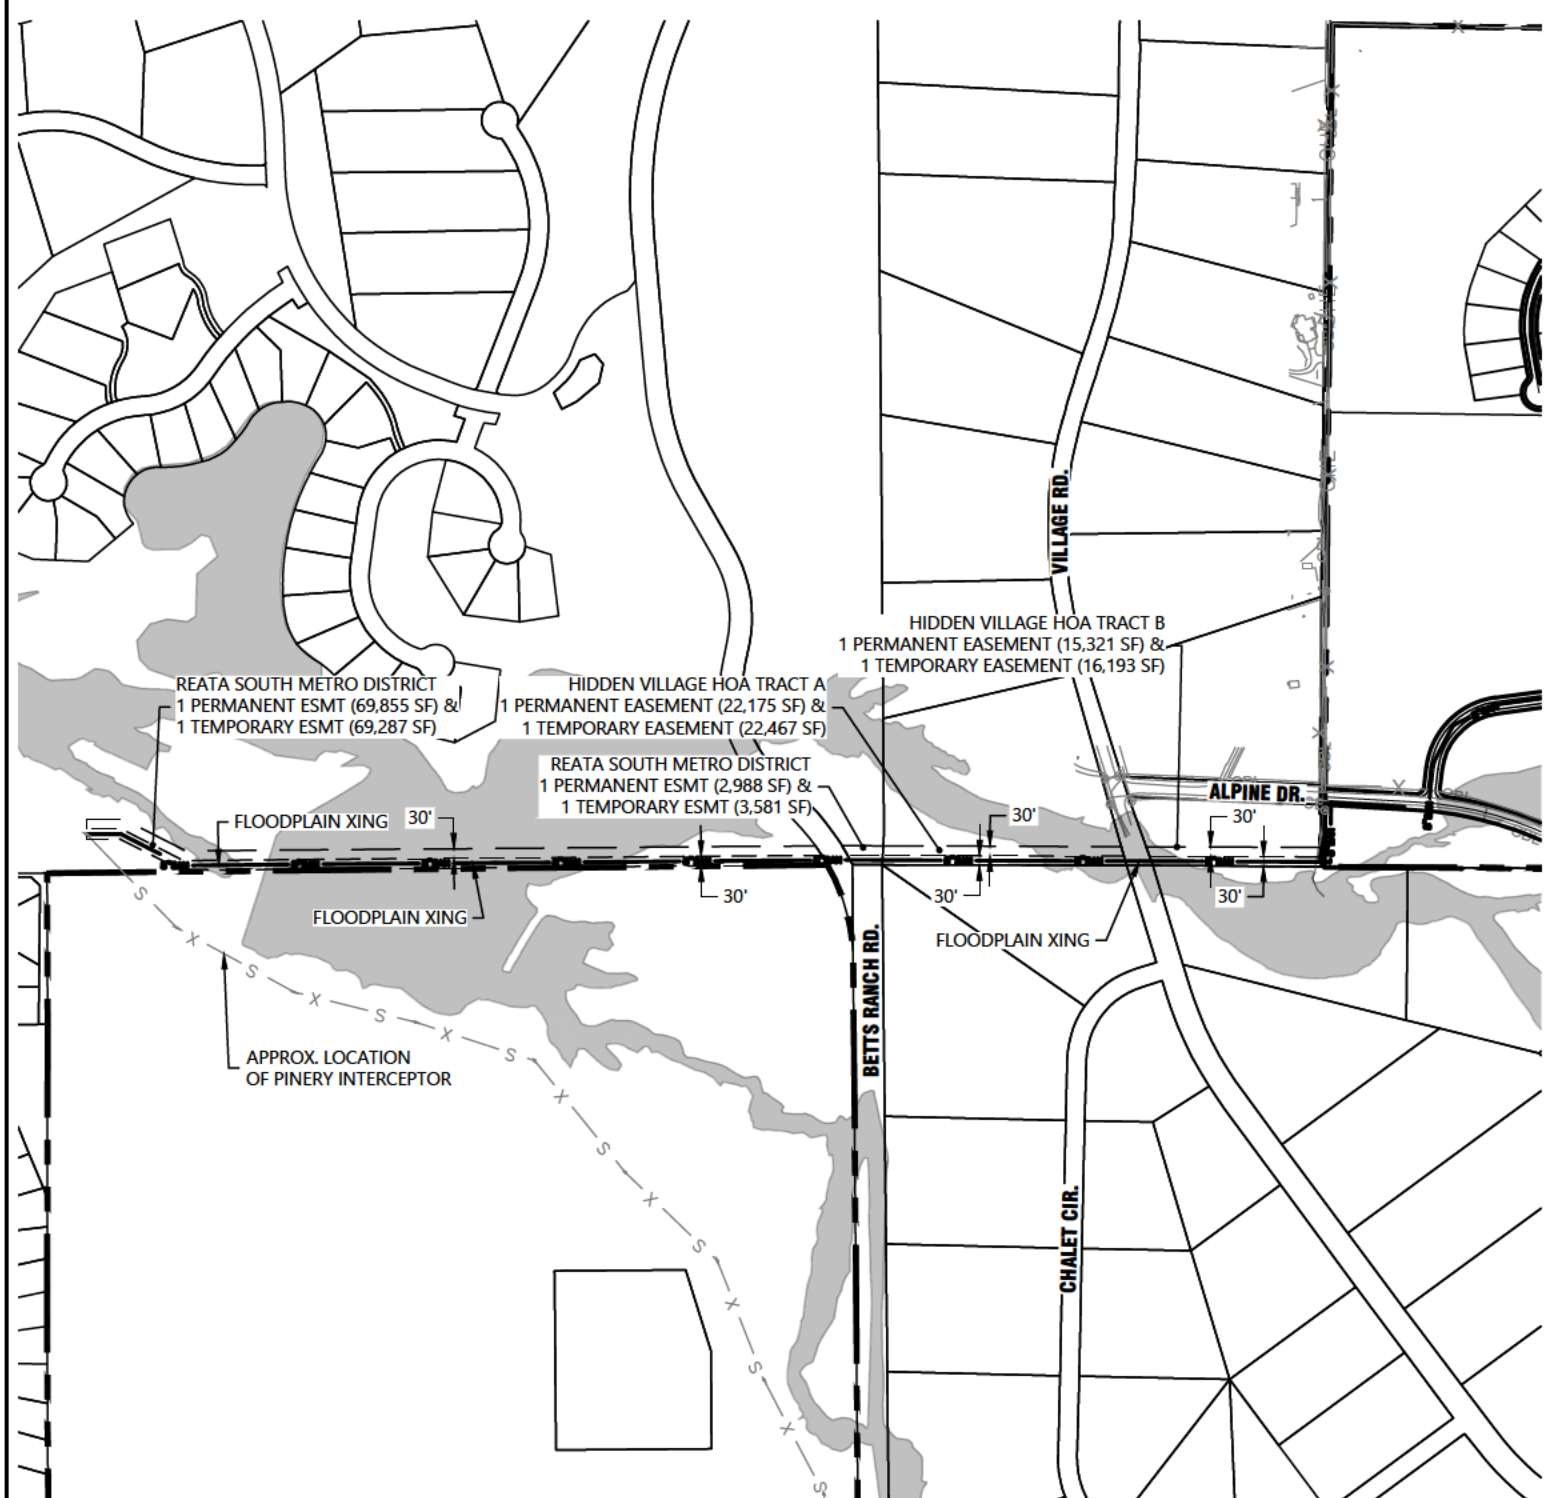 VILLAGE RD.
HIDDEN VILLAGE HOA TRACT B
1 PERMANENT EASEMENT (15,321 SF) &
1 TEMPORARY EASEMENT (16,193 SF)
REATA SOUTH METRO DISTRICT
1 PERMANENT ESMT (69,855 SF) &
1 TEMPORARY ESMT (69,287 SF)
HIDDEN VILLAGE HOA TRACT A
1 PERMANENT EASEMENT (22,175 SF) &
1 TEMPORARY EASEMENT (22,467 SF)
REATA SOUTH METRO DISTRICT
1 PERMANENT ESMT (2,988 SF) &
1 TEMPORARY ESMT (3,581 SF)
ALPINE DR.
FLOODPLAIN XING
30'
30'
30'
30'
30'
30'
FLOODPLAIN XING
FLOODPLAIN XING
BETTS RANCH RD.
S
X
S
X
S
X
S
X
S
X
S
X
S
X
S
APPROX. LOCATION
OF PINERY INTERCEPTOR
CHALET CIR.